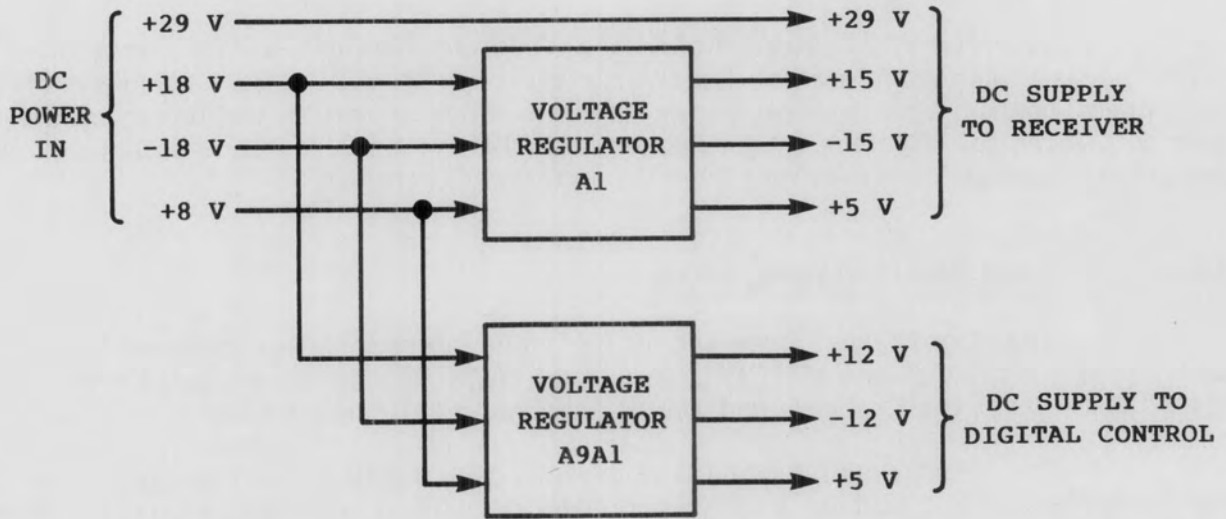 DC
POWER
IN
+29 V
+18 V
-18 V
+8 V
VOLTAGE
REGULATOR
A1
+29 V
+15 V
-15 V
+5 V
DC SUPPLY
TO RECEIVER
VOLTAGE
REGULATOR
A9A1
+12 V
-12 V
+5 V
DC SUPPLY TO
DIGITAL CONTROL